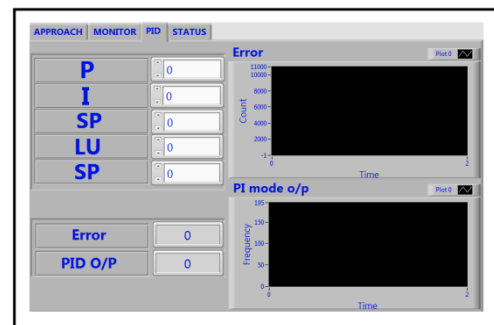 APPROACH MONITOR PID STATUS
P 0
I 0
SP 0
LU 0
SP 0
Error 0
PID O/P 0
Error Plot 0
11000
10000
8000
6000
4000
2000
-1
Count
0 2
Time
PI mode o/p Plot 0
195
150
100
50
0
Frequency
0 2
Time